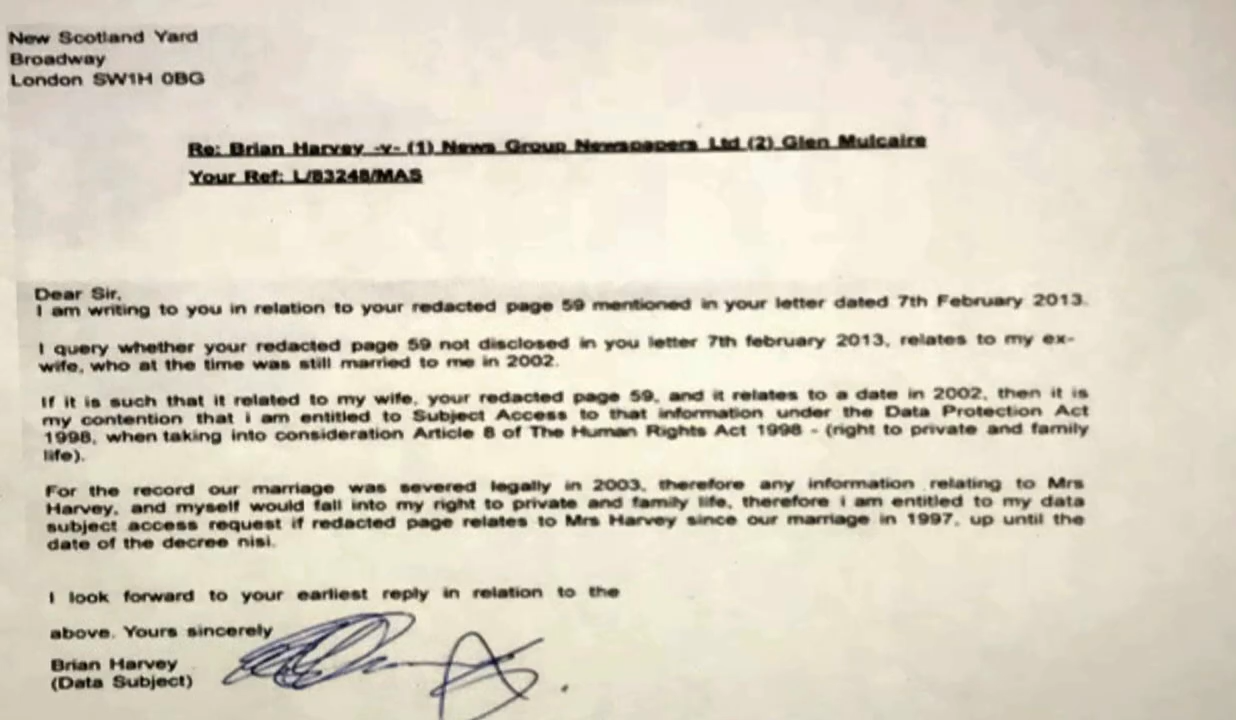 New Scotland Yard
Broadway
London SW1H 0BG
Re: Brian Harvey -v- (1) News Group Newspapers Ltd (2) Glen Mulcaire
Your Ref: L/83248/MAS
Dear Sir,
I am writing to you in relation to your redacted page 59 mentioned in your letter dated 7th February 2013.
I query whether your redacted page 59 not disclosed in you letter 7th february 2013, relates to my ex-
wife, who at the time was still married to me in 2002.
If it is such that it related to my wife, your redacted page 59, and it relates to a date in 2002, then it is
my contention that i am entitled to Subject Access to that information under the Data Protection Act
1998, when taking into consideration Article 8 of The Human Rights Act 1998 - (right to private and family
life).
For the record our marriage was severed legally in 2003, therefore any information relating to Mrs
Harvey, and myself would fall into my right to private and family life, therefore i am entitled to my data
subject access request if redacted page relates to Mrs Harvey since our marriage in 1997, up until the
date of the decree nisi.
I look forward to your earliest reply in relation to the
above. Yours sincerely
Brian Harvey
(Data Subject)